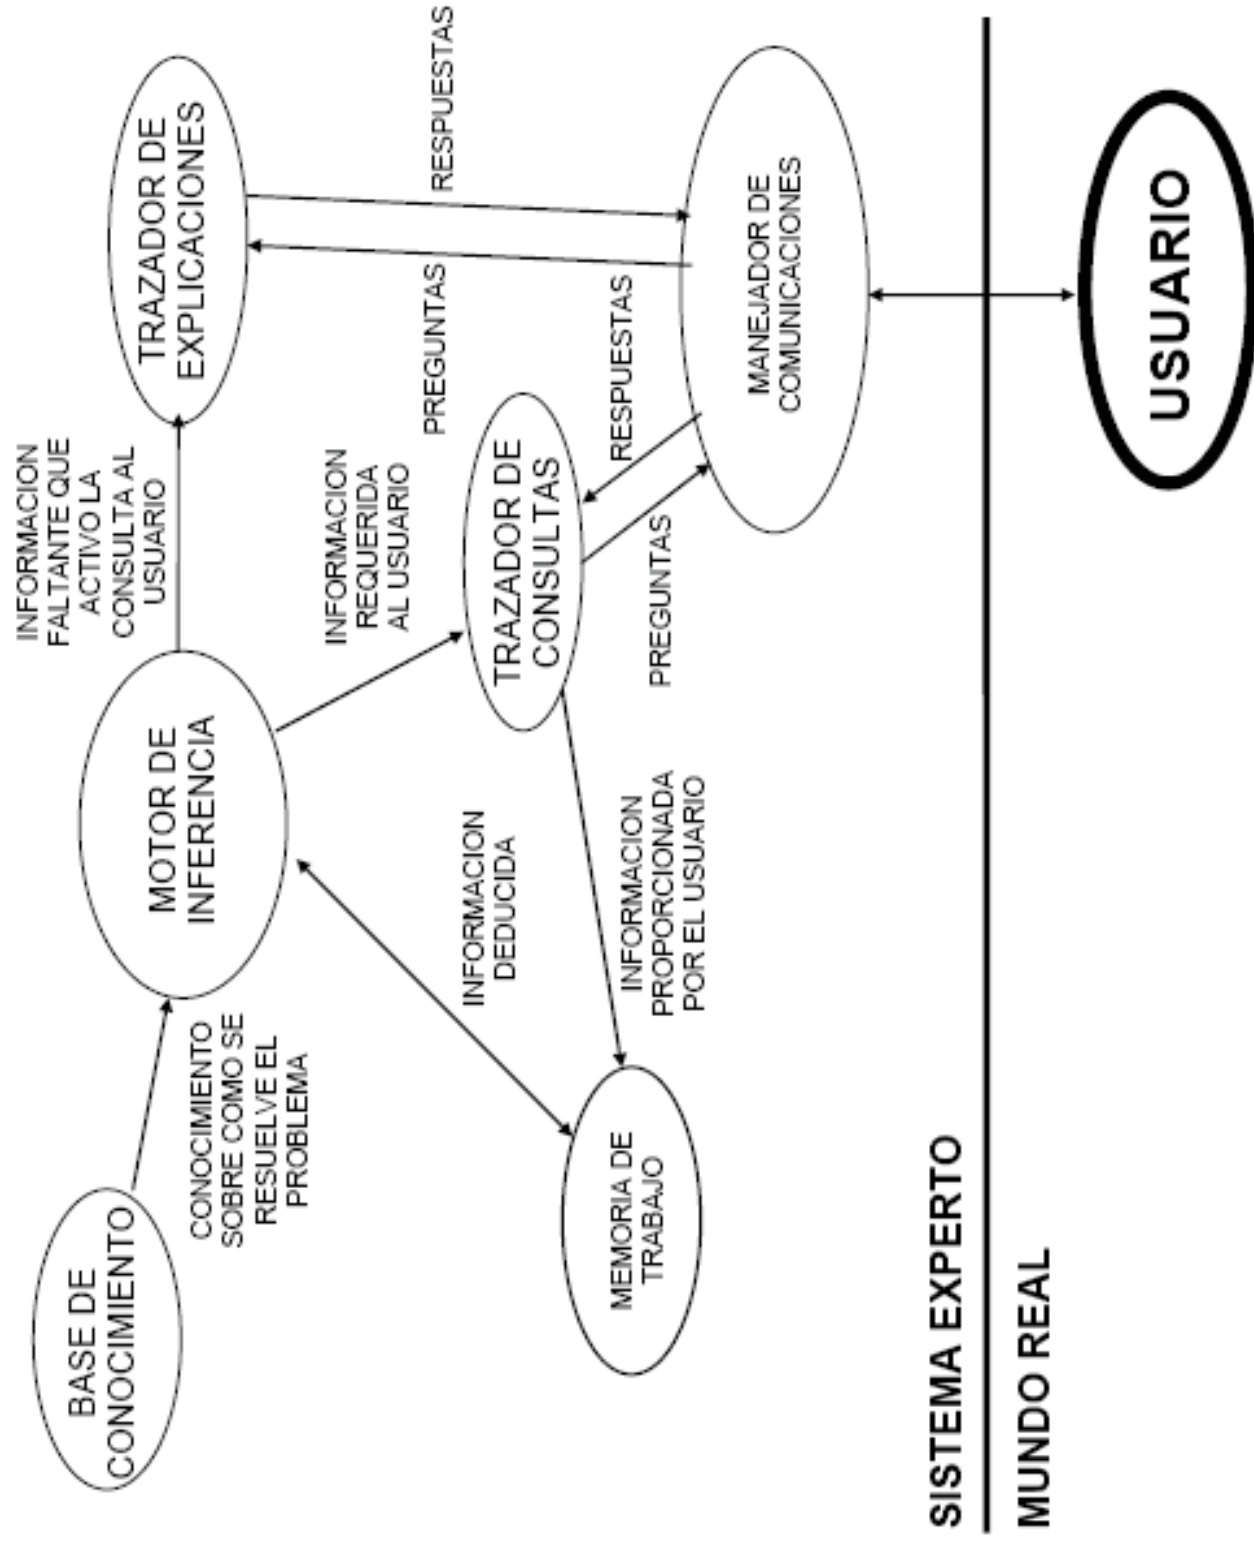 BASE DE
CONOCIMIENTO
CONOCIMIENTO
SOBRE COMO SE
RESUELVE EL
PROBLEMA
MOTOR DE
INFERENCIA
INFORMACION
FALTANTE QUE
ACTIVO LA
CONSULTA AL
USUARIO
TRAZADOR DE
EXPLICACIONES
INFORMACION
REQUERIDA
AL USUARIO
INFORMACION
DEDUCIDA
TRAZADOR DE
CONSULTAS
PREGUNTAS
RESPUESTAS
INFORMACION
PROPORCIONADA
POR EL USUARIO
PREGUNTAS
RESPUESTAS
MEMORIA DE
TRABAJO
MANEJADOR DE
COMUNICACIONES
SISTEMA EXPERTO
MUNDO REAL
USUARIO